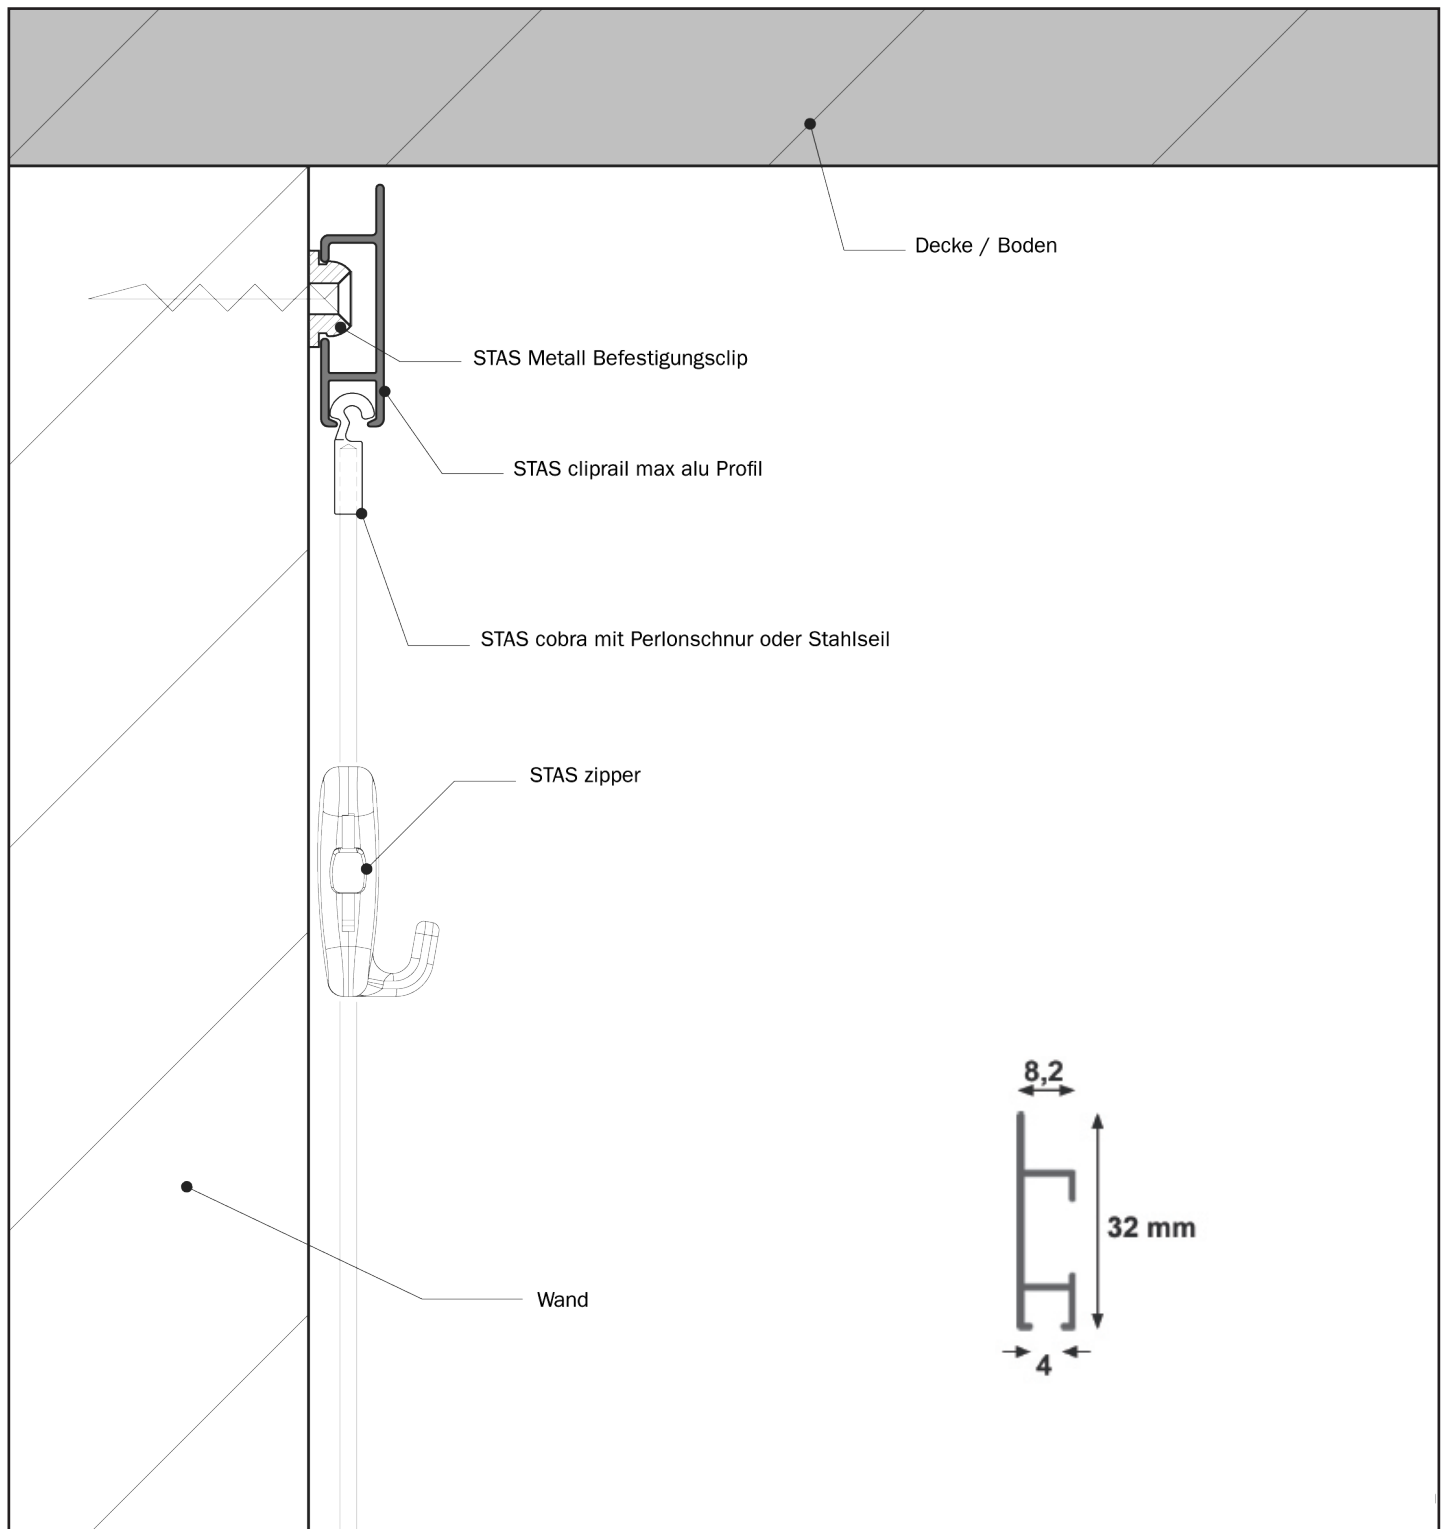 Decke / Boden
STAS Metall Befestigungsclip
STAS cliprail max alu Profil
STAS cobra mit Perlonschnur oder Stahlseil
STAS zipper
8,2
32 mm
Wand
4